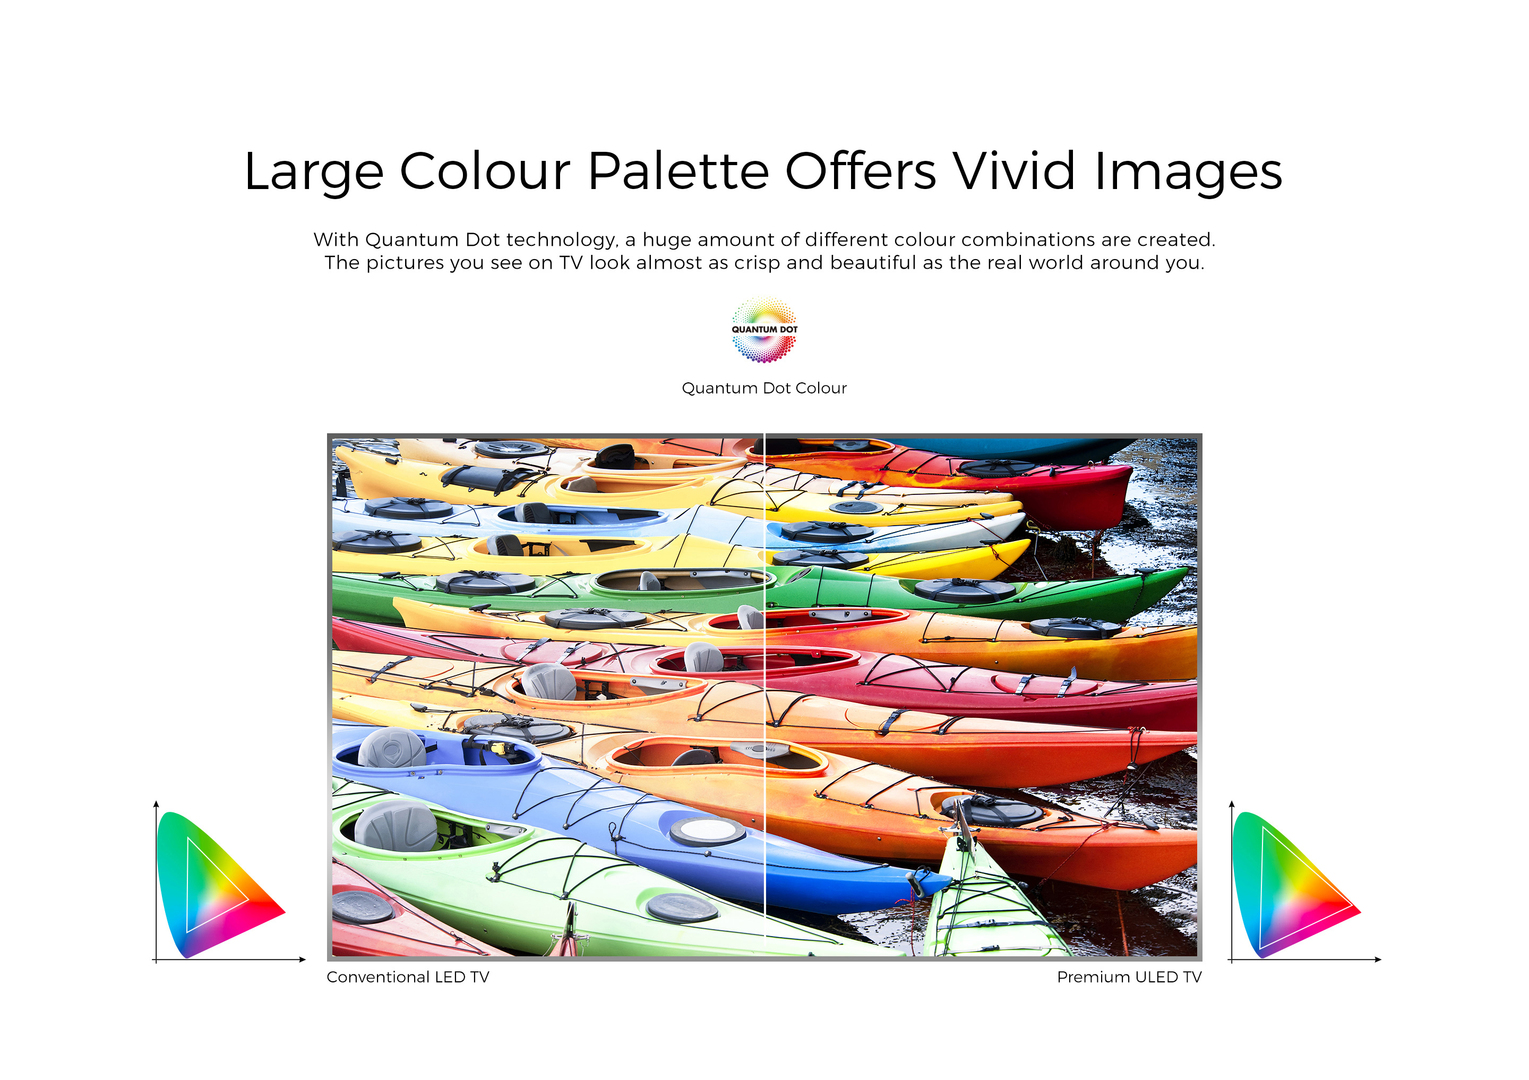 Large Colour Palette Offers Vivid Images
With Quantum Dot technology, a huge amount of different colour combinations are created.
The pictures you see on TV look almost as crisp and beautiful as the real world around you.
QUANTUM DOT
Quantum Dot Colour
Conventional LED TV
Premium ULED TV